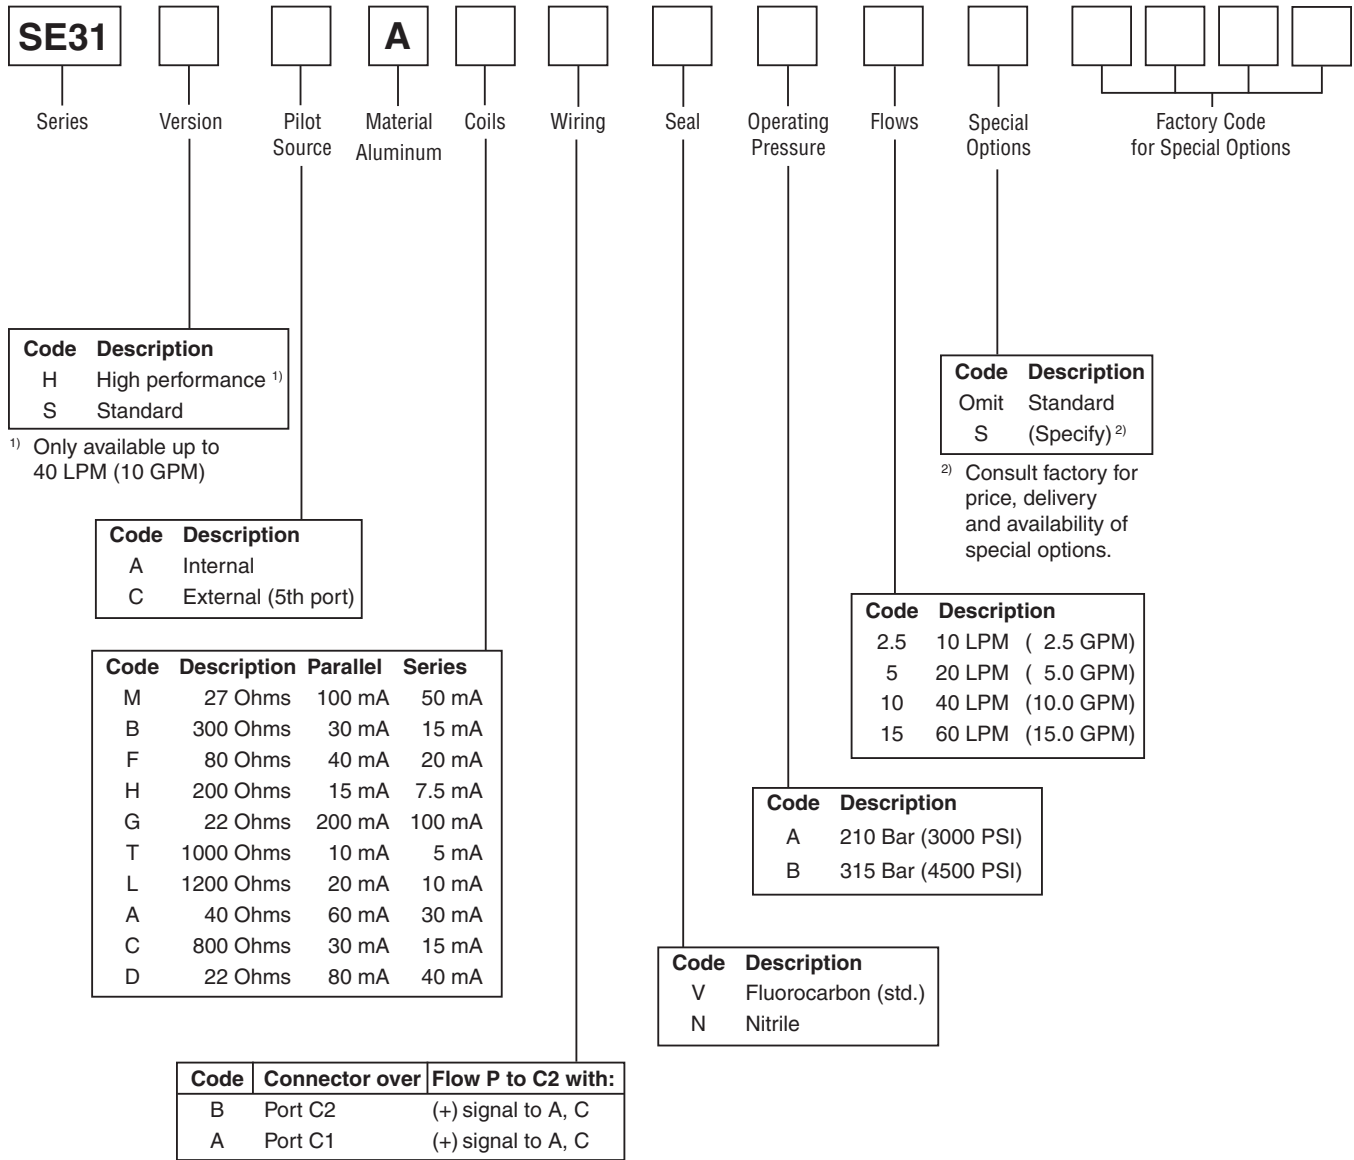 SE31 A
Series Version Pilot Source Material Aluminum Coils Wiring Seal Operating Pressure Flows Special Options Factory Code for Special Options
Code Description
H High performance 1)
S Standard
1) Only available up to
40 LPM (10 GPM)
Code Description
Omit Standard
S (Specify) 2)
2) Consult factory for
price, delivery
and availability of
special options.
Code Description
A Internal
C External (5th port)
Code Description
2.5 10 LPM ( 2.5 GPM)
5 20 LPM ( 5.0 GPM)
10 40 LPM (10.0 GPM)
15 60 LPM (15.0 GPM)
Code Description Parallel Series
M 27 Ohms 100 mA 50 mA
B 300 Ohms 30 mA 15 mA
F 80 Ohms 40 mA 20 mA
H 200 Ohms 15 mA 7.5 mA
G 22 Ohms 200 mA 100 mA
T 1000 Ohms 10 mA 5 mA
L 1200 Ohms 20 mA 10 mA
A 40 Ohms 60 mA 30 mA
C 800 Ohms 30 mA 15 mA
D 22 Ohms 80 mA 40 mA
Code Description
A 210 Bar (3000 PSI)
B 315 Bar (4500 PSI)
Code Description
V Fluorocarbon (std.)
N Nitrile
Code Connector over Flow P to C2 with:
B Port C2 (+) signal to A, C
A Port C1 (+) signal to A, C